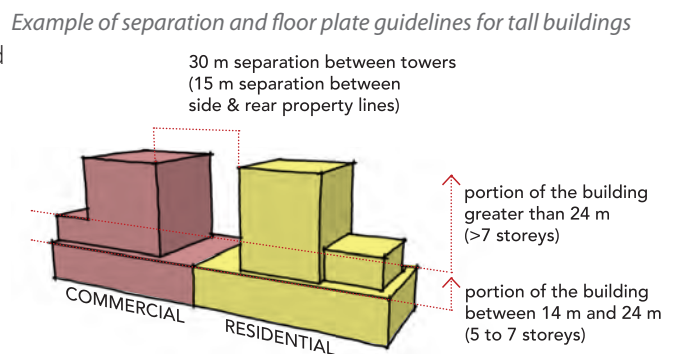 Example of separation and floor plate guidelines for tall buildings
30 m separation between towers
(15 m separation between
side & rear property lines)
portion of the building
greater than 24 m
(>7 storeys)
portion of the building
between 14 m and 24 m
(5 to 7 storeys)
COMMERCIAL
RESIDENTIAL